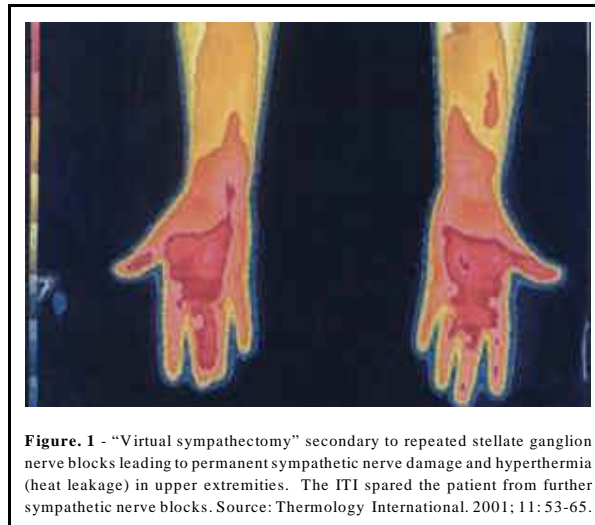 Figure. 1 - “Virtual sympathectomy” secondary to repeated stellate ganglion
nerve blocks leading to permanent sympathetic nerve damage and hyperthermia
(heat leakage) in upper extremities. The ITI spared the patient from further
sympathetic nerve blocks. Source: Thermology International. 2001; 11: 53-65.